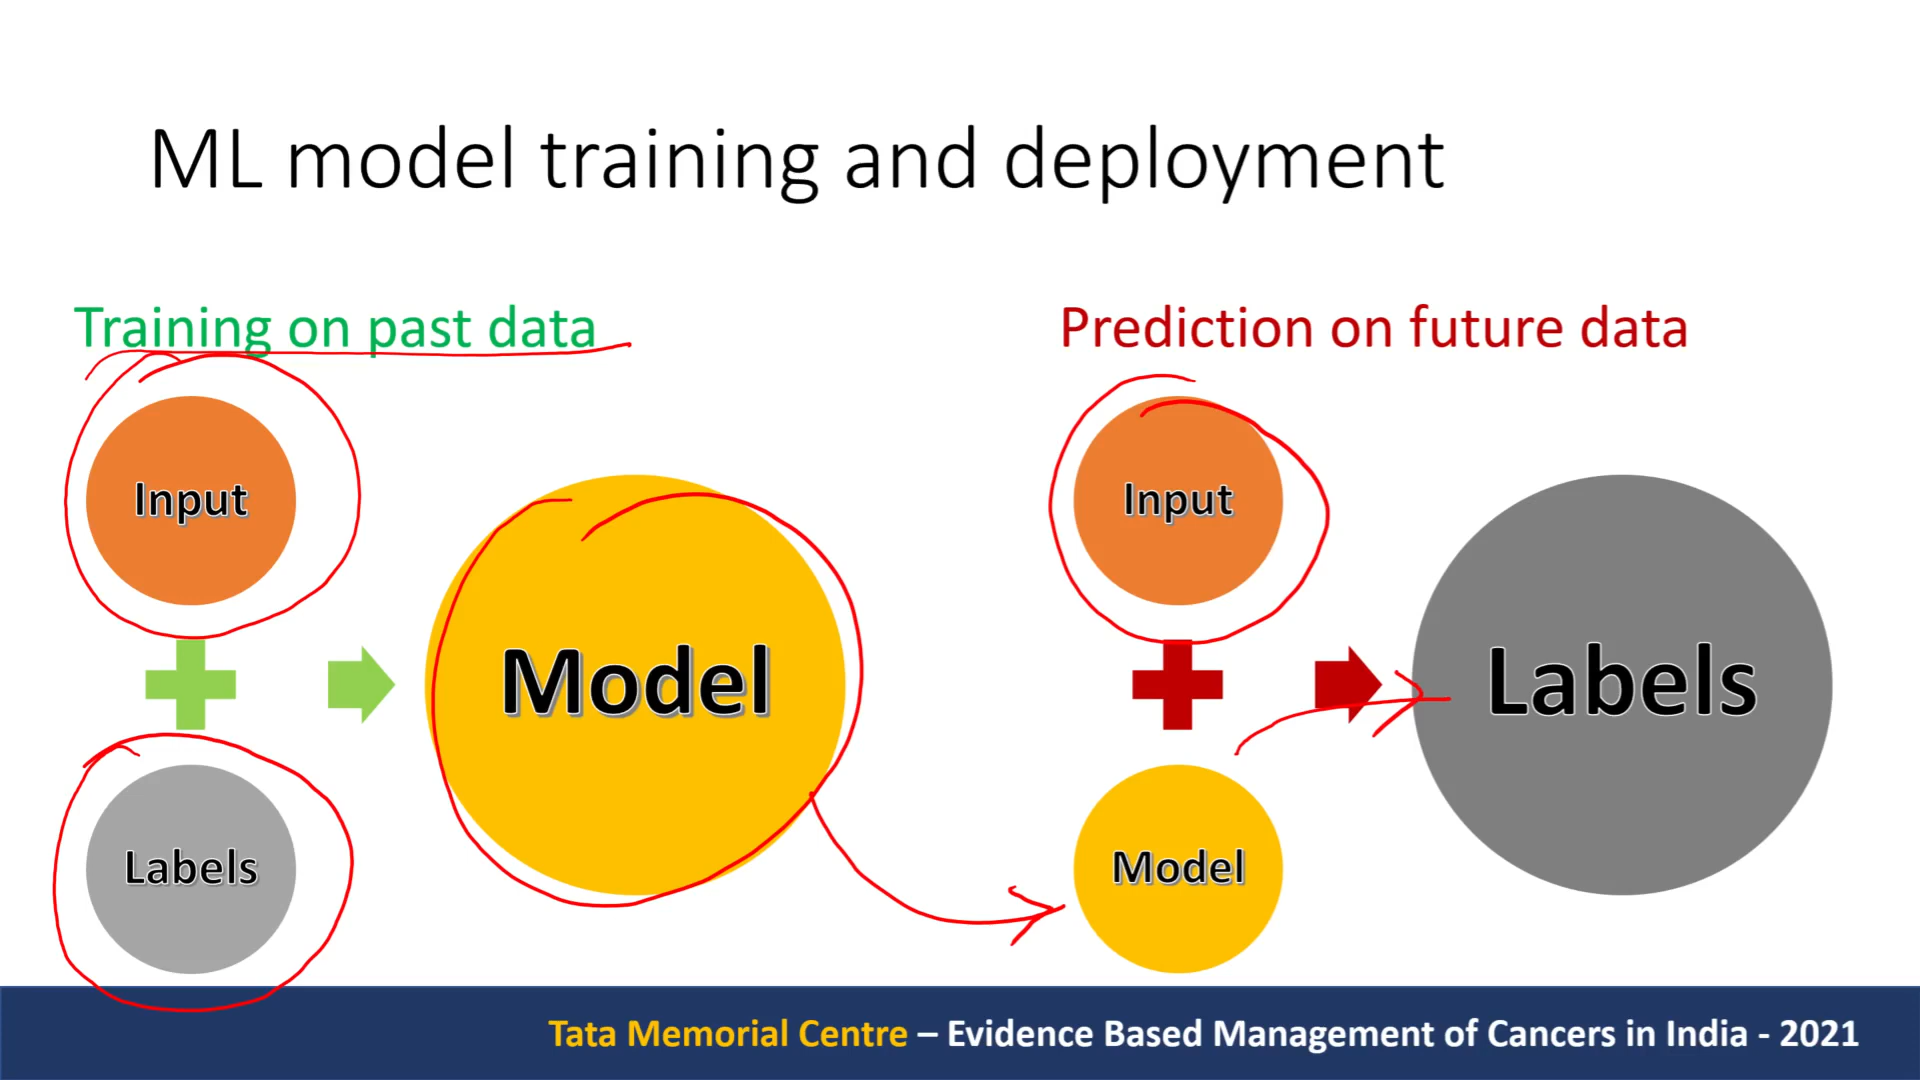 ML model training and deployment
Training on past data
Input
Labels
Model
Prediction on future data
Input
Model
Labels
Tata Memorial Centre – Evidence Based Management of Cancers in India - 2021